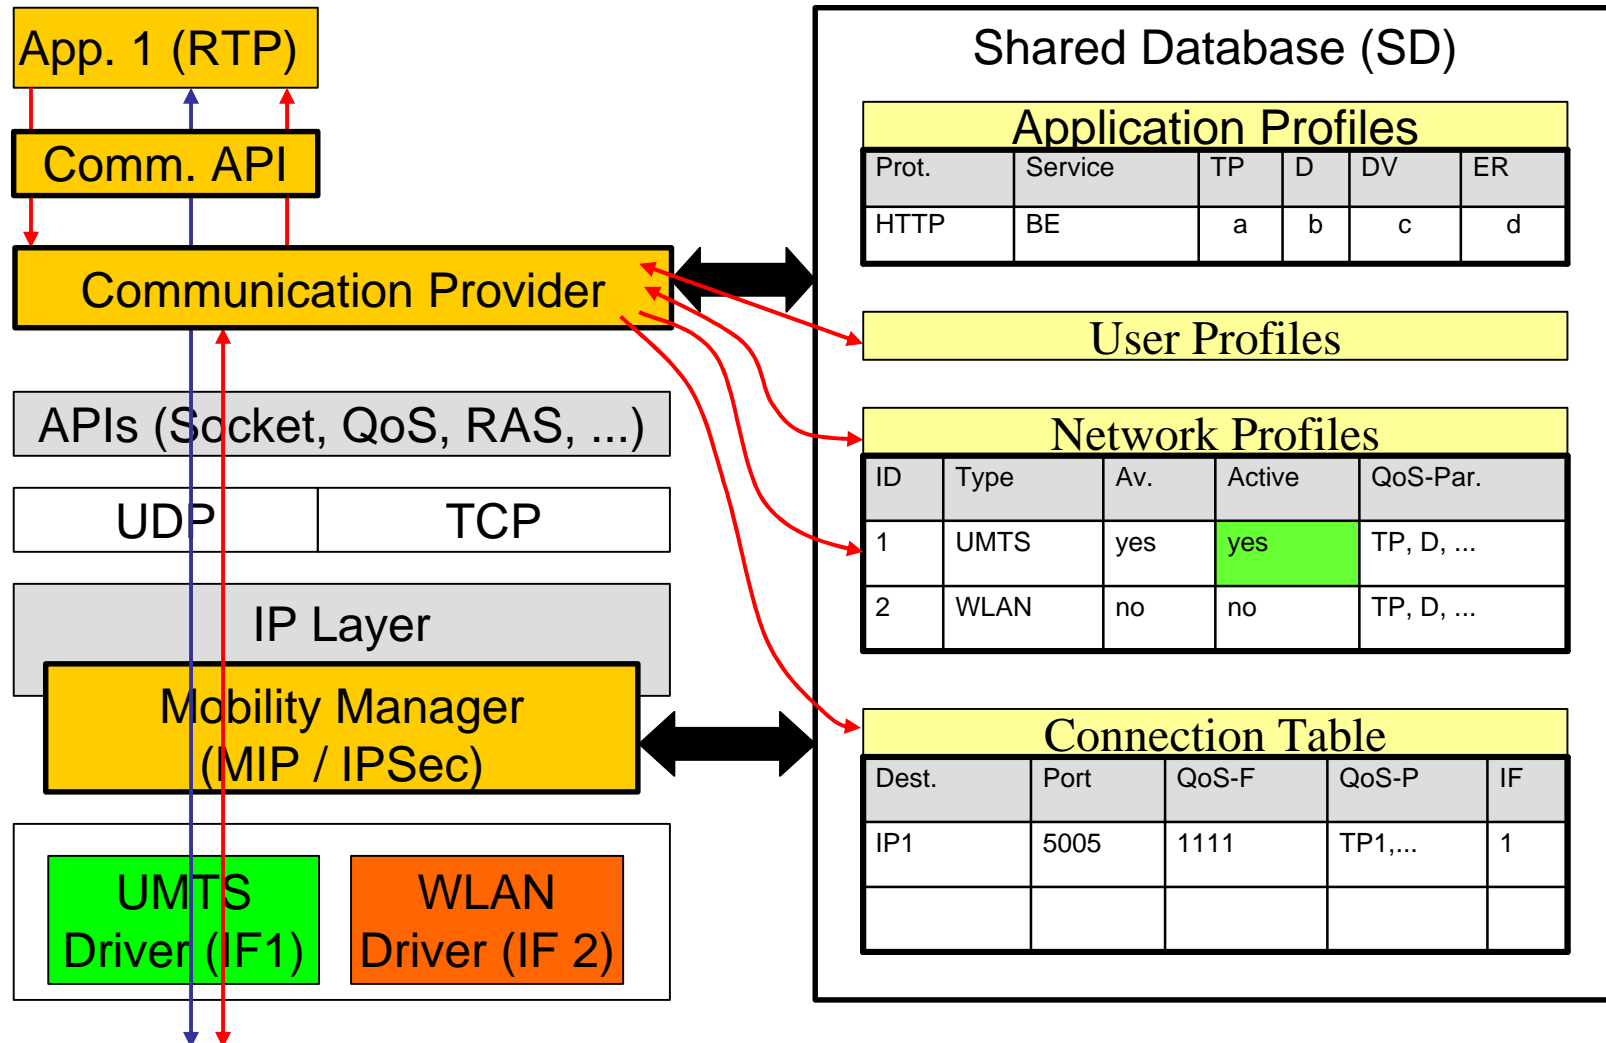 App. 1 (RTP)
Comm. API
Communication Provider
APIs (Socket, QoS, RAS, ...)
UDP TCP
IP Layer
Mobility Manager
(MIP / IPSec)
UMTS
Driver (IF1)
WLAN
Driver (IF 2)
Shared Database (SD)
Application Profiles
Prot. Service TP D DV ER
HTTP BE a b c d
User Profiles
Network Profiles
ID Type Av. Active QoS-Par.
1 UMTS yes yes TP, D, ...
2 WLAN no no TP, D, ...
Connection Table
Dest. Port QoS-F QoS-P IF
IP1 5005 1111 TP1,... 1